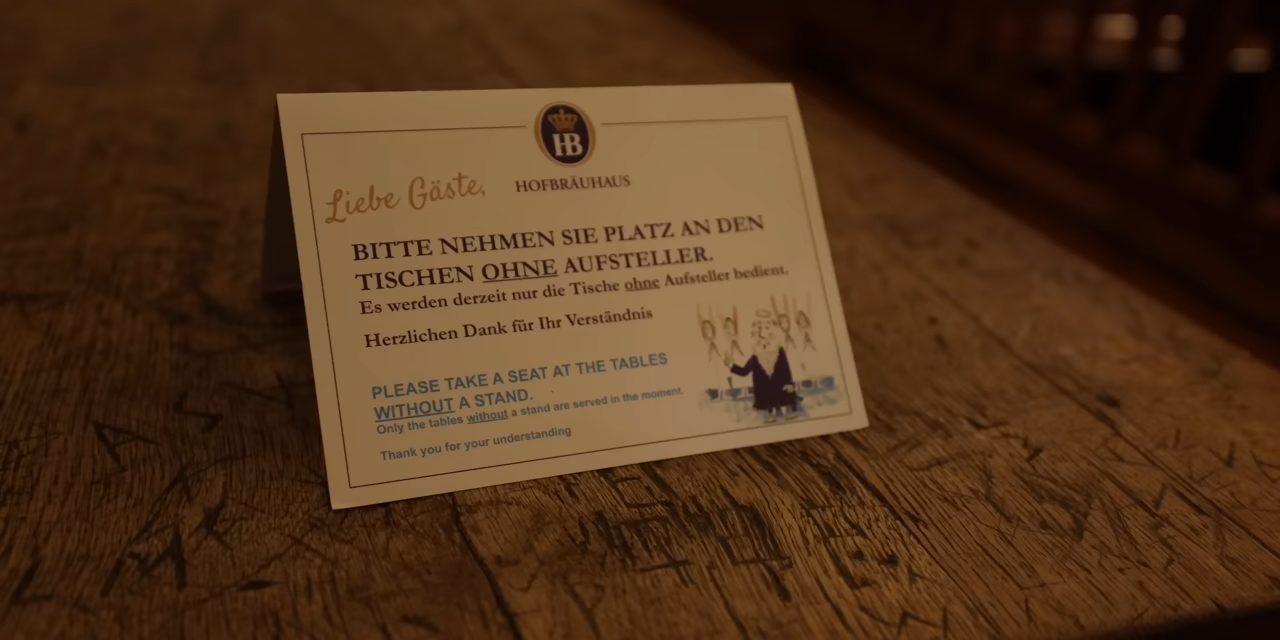 HB
HOFBRÄUHAUS
Liebe Gäste,
BITTE NEHMEN SIE PLATZ AN DEN
TISCHEN OHNE AUFSTELLER.
Es werden derzeit nur die Tische ohne Aufsteller bedient.
Herzlichen Dank für Ihr Verständnis
PLEASE TAKE A SEAT AT THE TABLES
WITHOUT A STAND.
Only the tables without a stand are served in the moment.
Thank you for your understanding